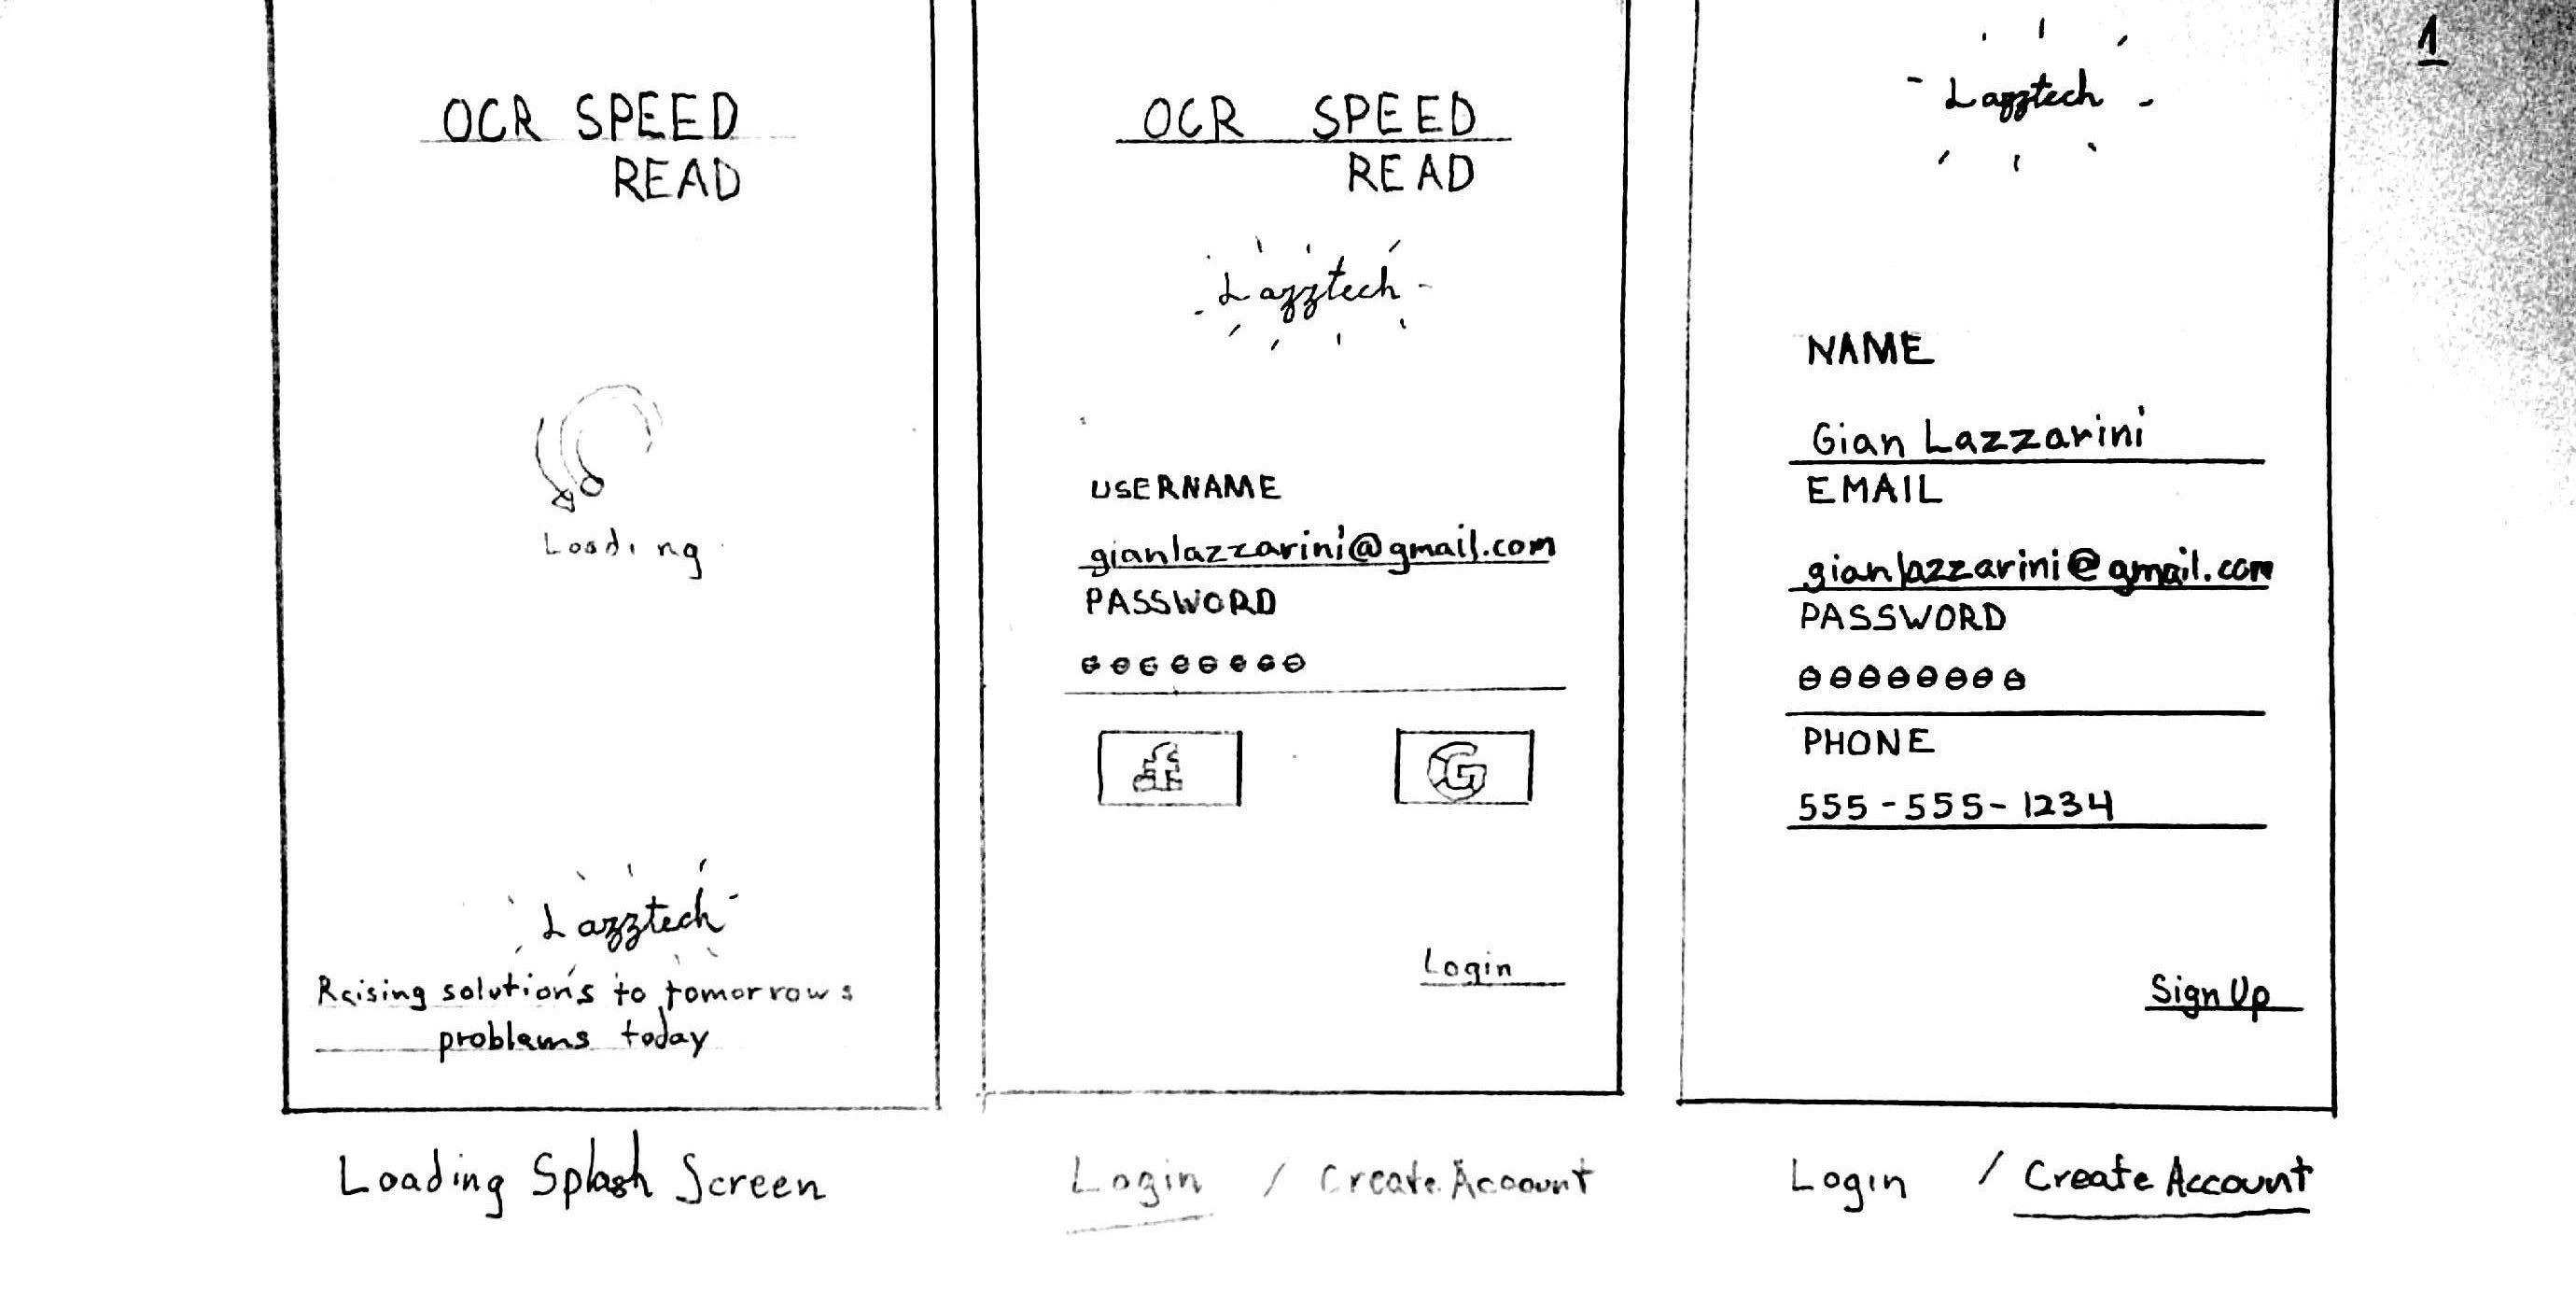 1
OCR SPEED
READ
Loading
Lazztech
Raising solutions to tomorrows
problems today
Loading Splash Screen
OCR SPEED
READ
Lazztech
USERNAME
gianlazzarini@gmail.com
PASSWORD
f
G
Login
Login / Create Account
Lazztech
NAME
Gian Lazzarini
EMAIL
gianlazzarini@gmail.com
PASSWORD
PHONE
555-555-1234
Sign Up
Login / Create Account